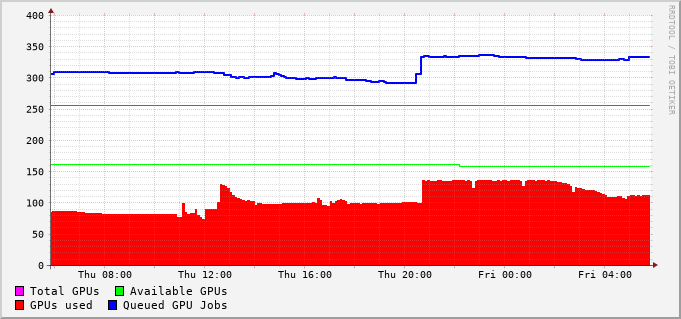 400
350
300
250
200
150
100
50
0
Thu 08:00 Thu 12:00 Thu 16:00 Thu 20:00 Fri 00:00 Fri 04:00
Total GPUs Available GPUs
GPUs used Queued GPU Jobs
RRDTOOL / TOBI OETIKER